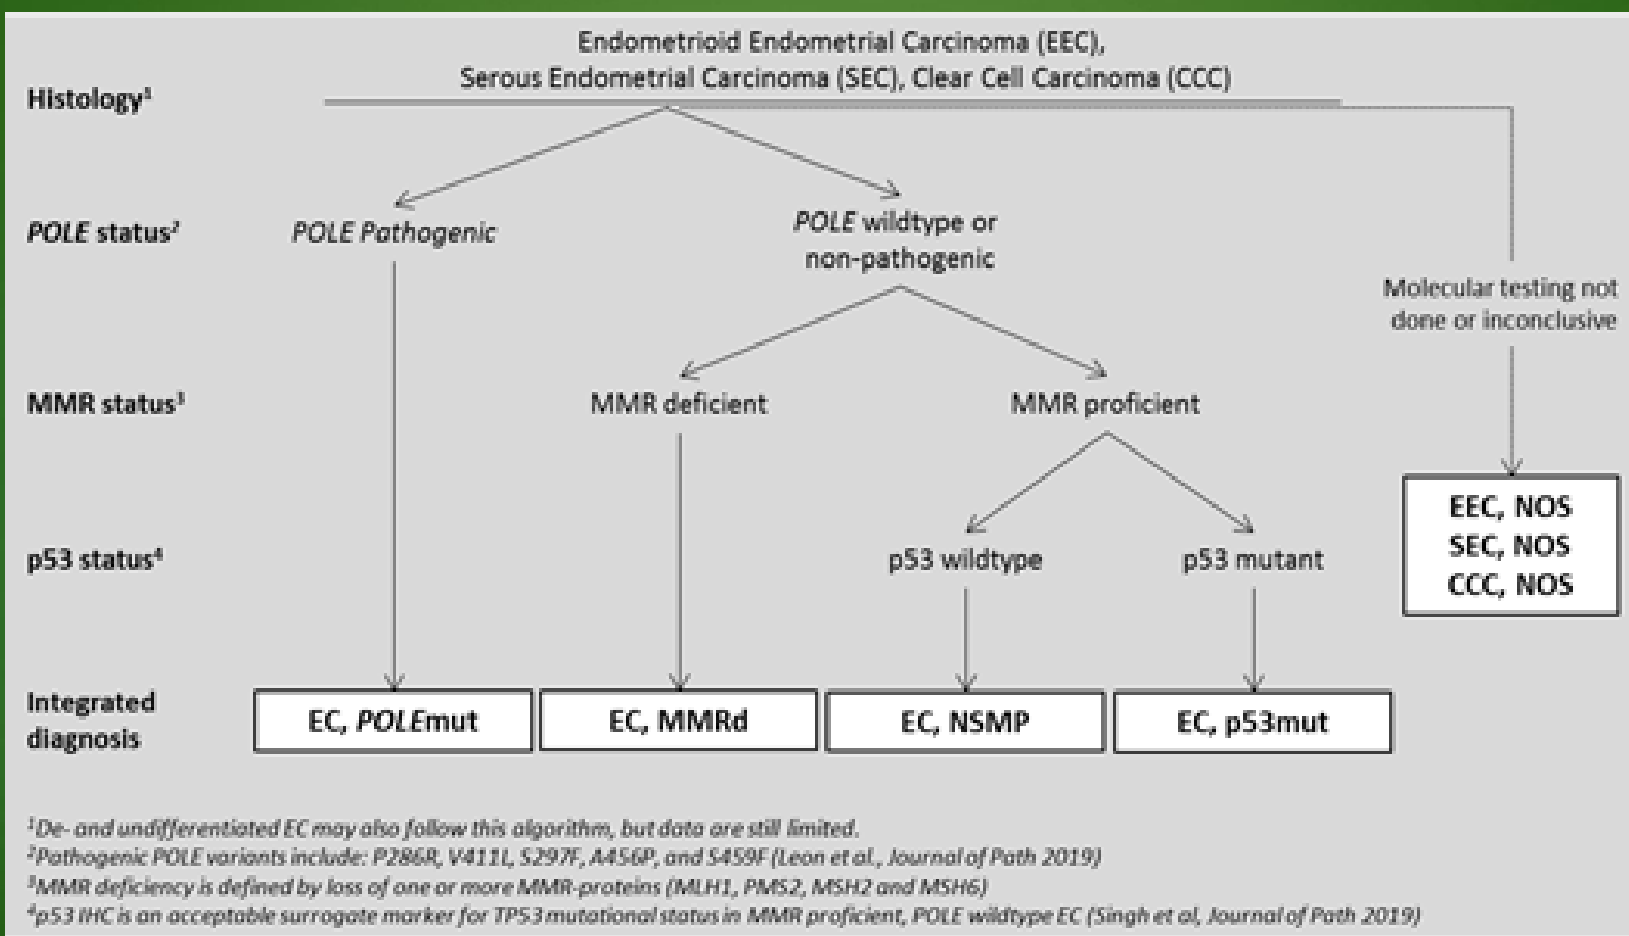 Endometrioid Endometrial Carcinoma (EEC),
Serous Endometrial Carcinoma (SEC), Clear Cell Carcinoma (CCC)
Histology¹
POLE status²
POLE Pathogenic
POLE wildtype or
non-pathogenic
Molecular testing not
done or inconclusive
MMR status³
MMR deficient
MMR proficient
EEC, NOS
SEC, NOS
CCC, NOS
p53 status⁴
p53 wildtype
p53 mutant
Integrated
diagnosis
EC, POLEmut
EC, MMRd
EC, NSMP
EC, p53mut
¹De- and undifferentiated EC may also follow this algorithm, but data are still limited.
²Pathogenic POLE variants include: P286R, V411L, S297F, A456P, and S459F (Leon et al., Journal of Path 2019)
³MMR deficiency is defined by loss of one or more MMR-proteins (MLH1, PMS2, MSH2 and MSH6)
⁴p53 IHC is an acceptable surrogate marker for TP53 mutational status in MMR proficient, POLE wildtype EC (Singh et al, Journal of Path 2019)